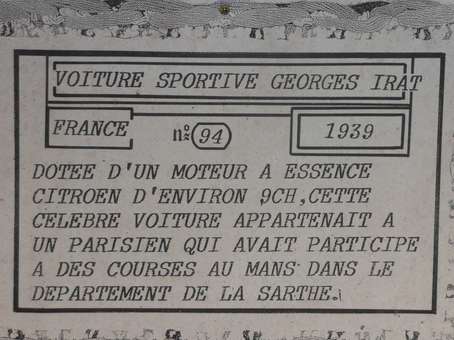 VOITURE SPORTIVE GEORGES IRAT
FRANCE
nº 94
1939
DOTEE D'UN MOTEUR A ESSENCE
CITROEN D'ENVIRON 9CH,CETTE
CELEBRE VOITURE APPARTENAIT A
UN PARISIEN QUI AVAIT PARTICIPE
A DES COURSES AU MANS DANS LE
DEPARTEMENT DE LA SARTHE.